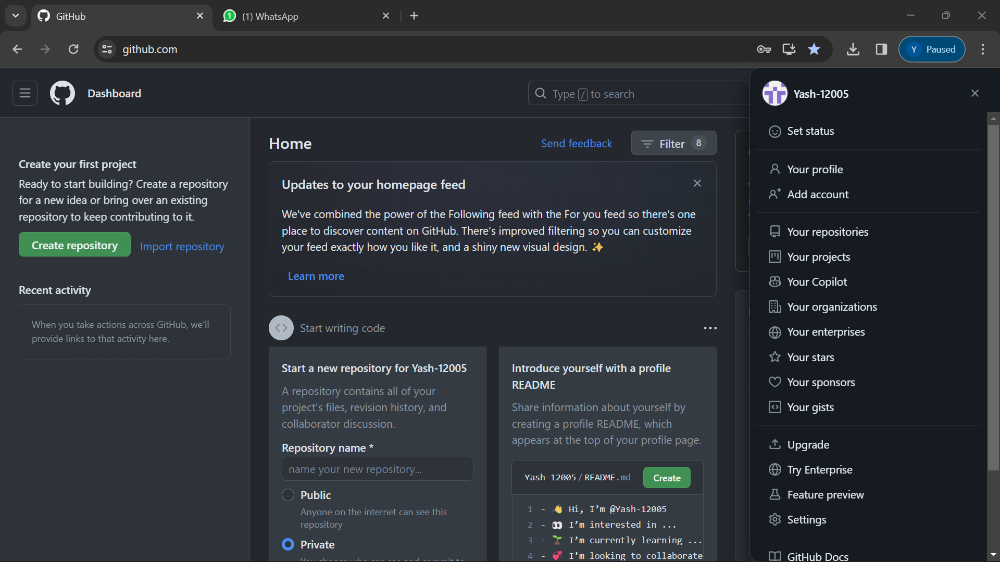 GitHub
(1) WhatsApp
github.com
Y Paused
Dashboard
Type / to search
Yash-12005
Set status
Your profile
Add account
Your repositories
Your projects
Your Copilot
Your organizations
Your enterprises
Your stars
Your sponsors
Your gists
Upgrade
Try Enterprise
Feature preview
Settings
GitHub Docs
Create your first project
Ready to start building? Create a repository
for a new idea or bring over an existing
repository to keep contributing to it.
Create repository
Import repository
Recent activity
When you take actions across GitHub, we’ll
provide links to that activity here.
Home
Send feedback
Filter 8
Updates to your homepage feed
We've combined the power of the Following feed with the For you feed so there’s one
place to discover content on GitHub. There’s improved filtering so you can customize
your feed exactly how you like it, and a shiny new visual design. ✨
Learn more
Start writing code
Start a new repository for Yash-12005
A repository contains all of your
project's files, revision history, and
collaborator discussion.
Repository name *
name your new repository...
Public
Anyone on the internet can see this
repository
Private
Introduce yourself with a profile
README
Share information about yourself by
creating a profile README, which
appears at the top of your profile page.
Yash-12005 / README.md
Create
1 - 👋 Hi, I’m @Yash-12005
2 - 👀 I’m interested in ...
3 - 🌱 I’m currently learning ...
4 - 💞️ I’m looking to collaborate